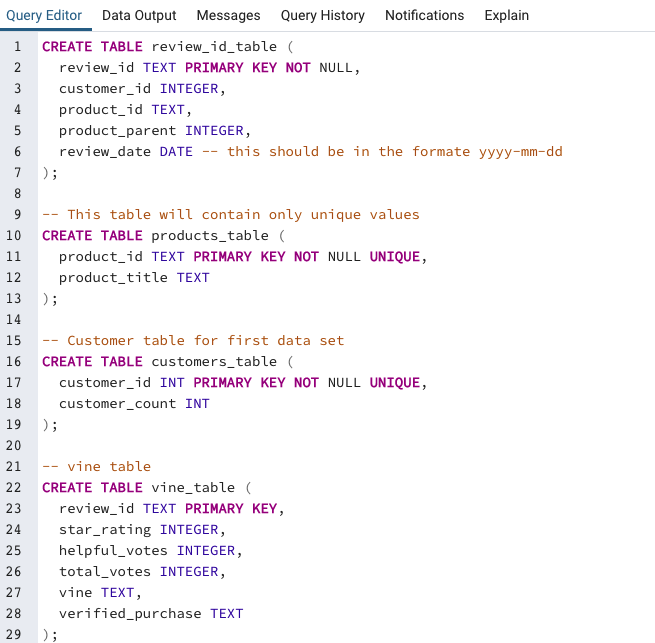 Query Editor Data Output Messages Query History Notifications Explain
1 CREATE TABLE review_id_table (
2 review_id TEXT PRIMARY KEY NOT NULL,
3 customer_id INTEGER,
4 product_id TEXT,
5 product_parent INTEGER,
6 review_date DATE -- this should be in the formate yyyy-mm-dd
7 );
8
9 -- This table will contain only unique values
10 CREATE TABLE products_table (
11 product_id TEXT PRIMARY KEY NOT NULL UNIQUE,
12 product_title TEXT
13 );
14
15 -- Customer table for first data set
16 CREATE TABLE customers_table (
17 customer_id INT PRIMARY KEY NOT NULL UNIQUE,
18 customer_count INT
19 );
20
21 -- vine table
22 CREATE TABLE vine_table (
23 review_id TEXT PRIMARY KEY,
24 star_rating INTEGER,
25 helpful_votes INTEGER,
26 total_votes INTEGER,
27 vine TEXT,
28 verified_purchase TEXT
29 );